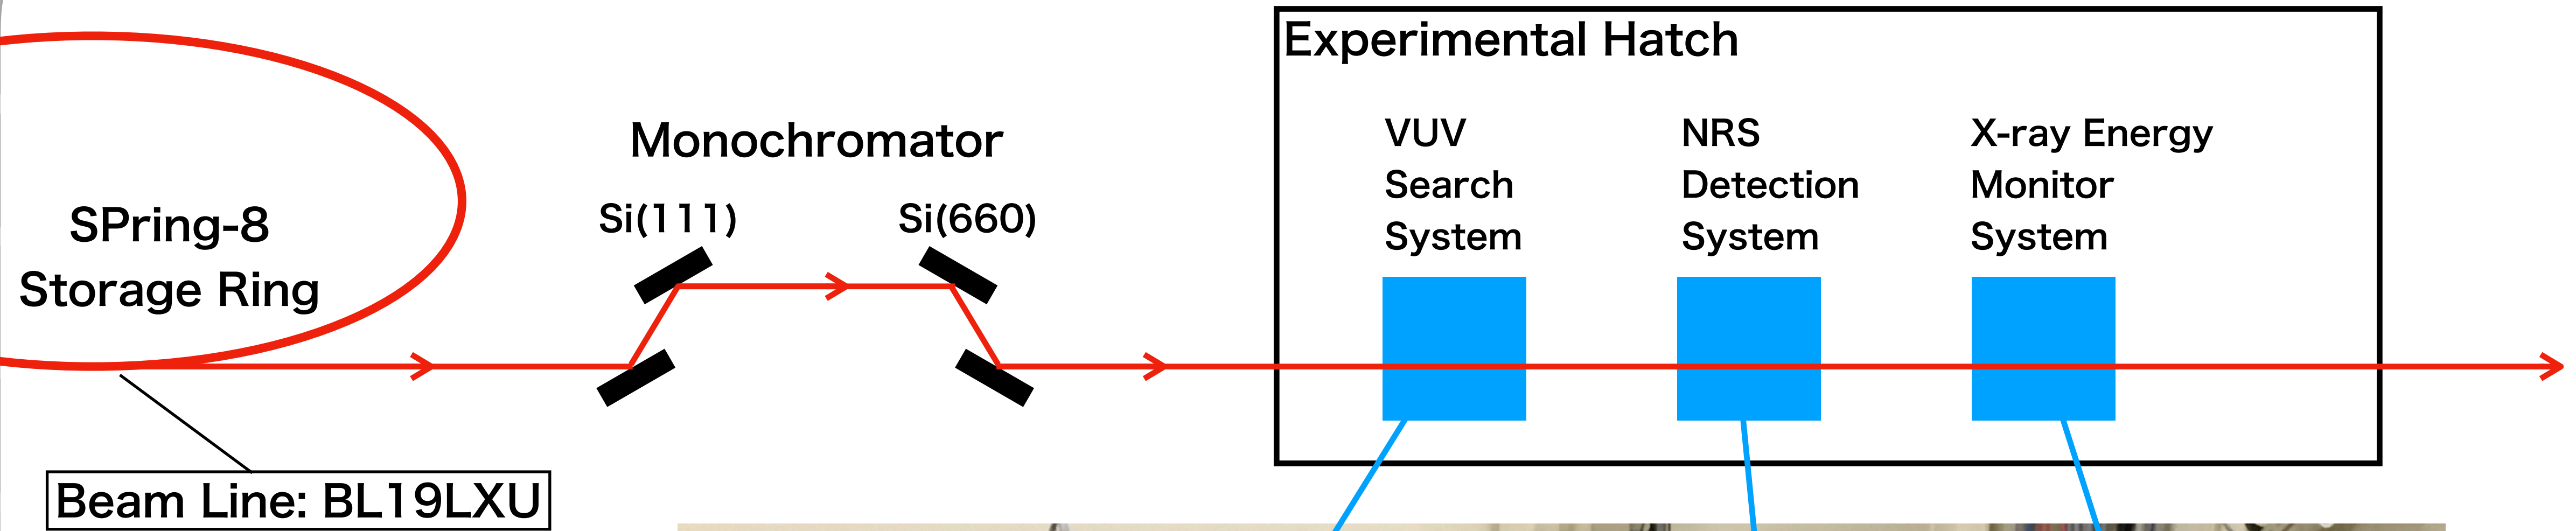 Experimental Hatch
Monochromator
Si(111)
Si(660)
SPring-8
Storage Ring
VUV
Search
System
NRS
Detection
System
X-ray Energy
Monitor
System
Beam Line: BL19LXU